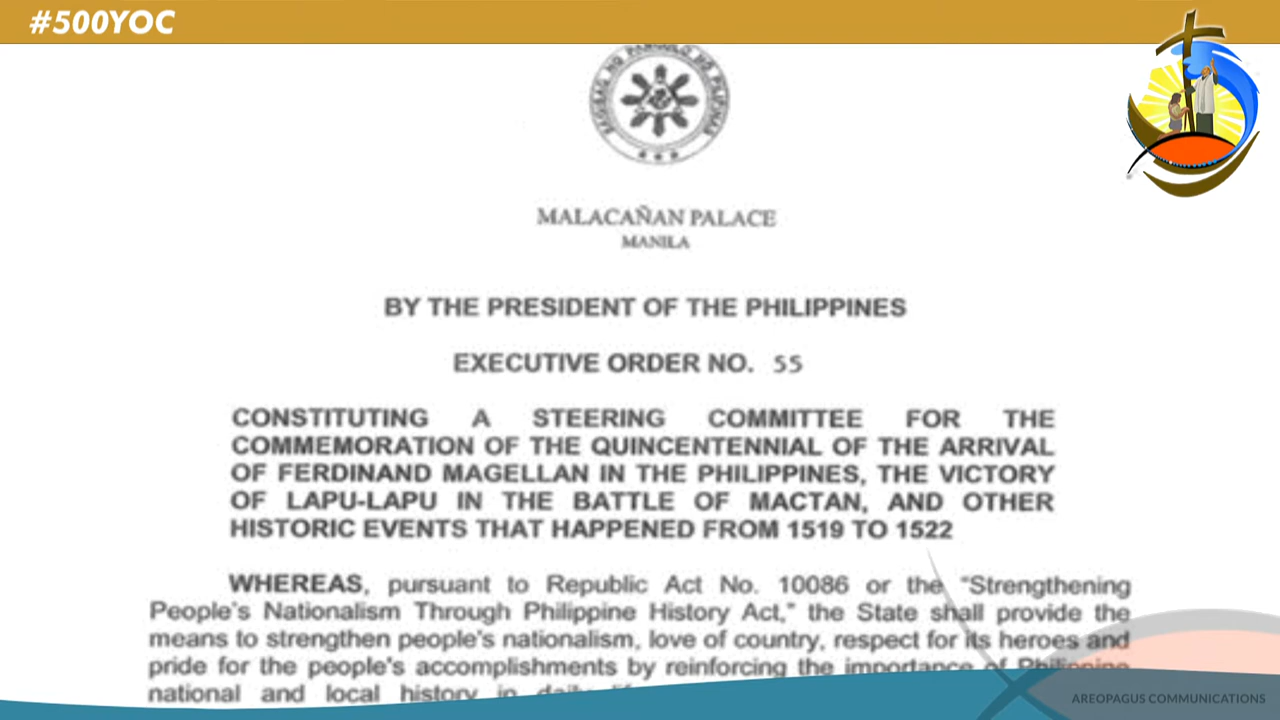 #500YOC
MALACAÑAN PALACE
MANILA
BY THE PRESIDENT OF THE PHILIPPINES
EXECUTIVE ORDER NO. 55
CONSTITUTING A STEERING COMMITTEE FOR THE
COMMEMORATION OF THE QUINCENTENNIAL OF THE ARRIVAL
OF FERDINAND MAGELLAN IN THE PHILIPPINES, THE VICTORY
OF LAPU-LAPU IN THE BATTLE OF MACTAN, AND OTHER
HISTORIC EVENTS THAT HAPPENED FROM 1519 TO 1522
WHEREAS, pursuant to Republic Act No. 10086 or the “Strengthening
People’s Nationalism Through Philippine History Act,” the State shall provide the
means to strengthen people’s nationalism, love of country, respect for its heroes and
pride for the people’s accomplishments by reinforcing the importance of Philippine
national and local history in daily
AREOPAGUS COMMUNICATIONS